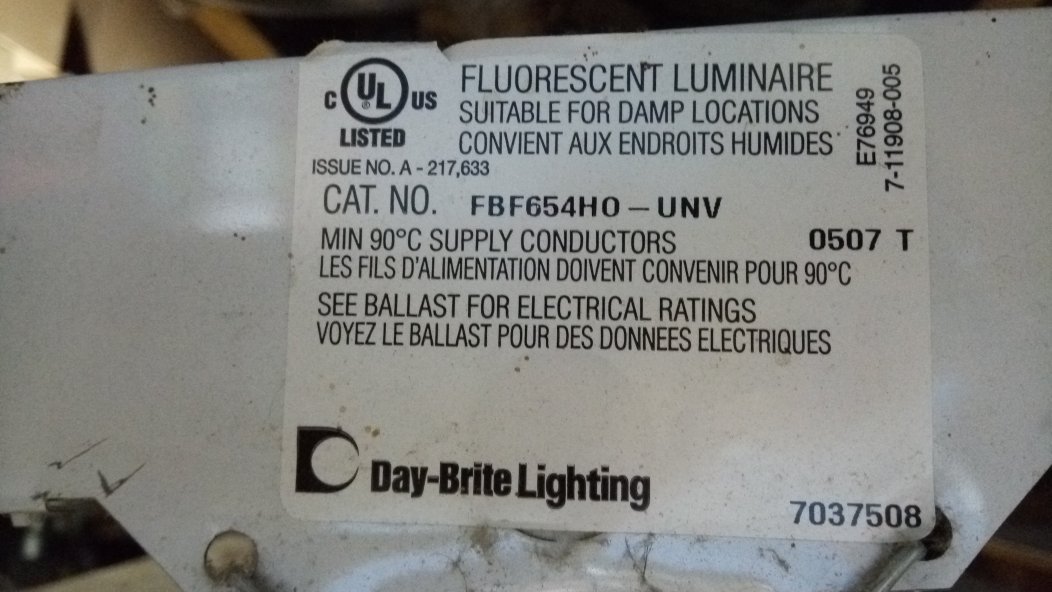 C UL US
LISTED
FLUORESCENT LUMINAIRE
SUITABLE FOR DAMP LOCATIONS
CONVIENT AUX ENDROITS HUMIDES
E76949
7-11908-005
ISSUE NO. A - 217,633
CAT. NO. FBF654HO - UNV
MIN 90°C SUPPLY CONDUCTORS 0507 T
LES FILS D'ALIMENTATION DOIVENT CONVENIR POUR 90°C
SEE BALLAST FOR ELECTRICAL RATINGS
VOYEZ LE BALLAST POUR DES DONNEES ELECTRIQUES
Day-Brite Lighting
7037508